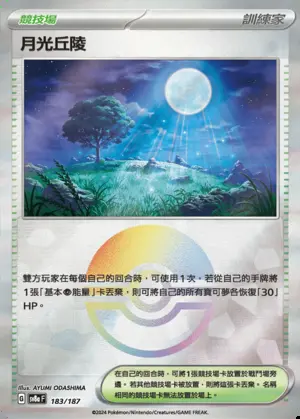 競技場 訓練家
月光丘陵
雙方玩家在每個自己的回合時,可使用1次。若從自己的手牌將
1張「基本超能量」卡丟棄,則可將自己的所有寶可夢各恢復「30」
HP。
Illus. AYUMI ODASHIMA
G sv8a F 183/187
在自己的回合時,可將1張競技場卡放置於戰鬥場旁。
若其他競技場卡被放置,則將這張卡丟棄。
名稱相同的競技場卡無法放置於場上。
©2024 Pokémon/Nintendo/Creatures/GAME FREAK.